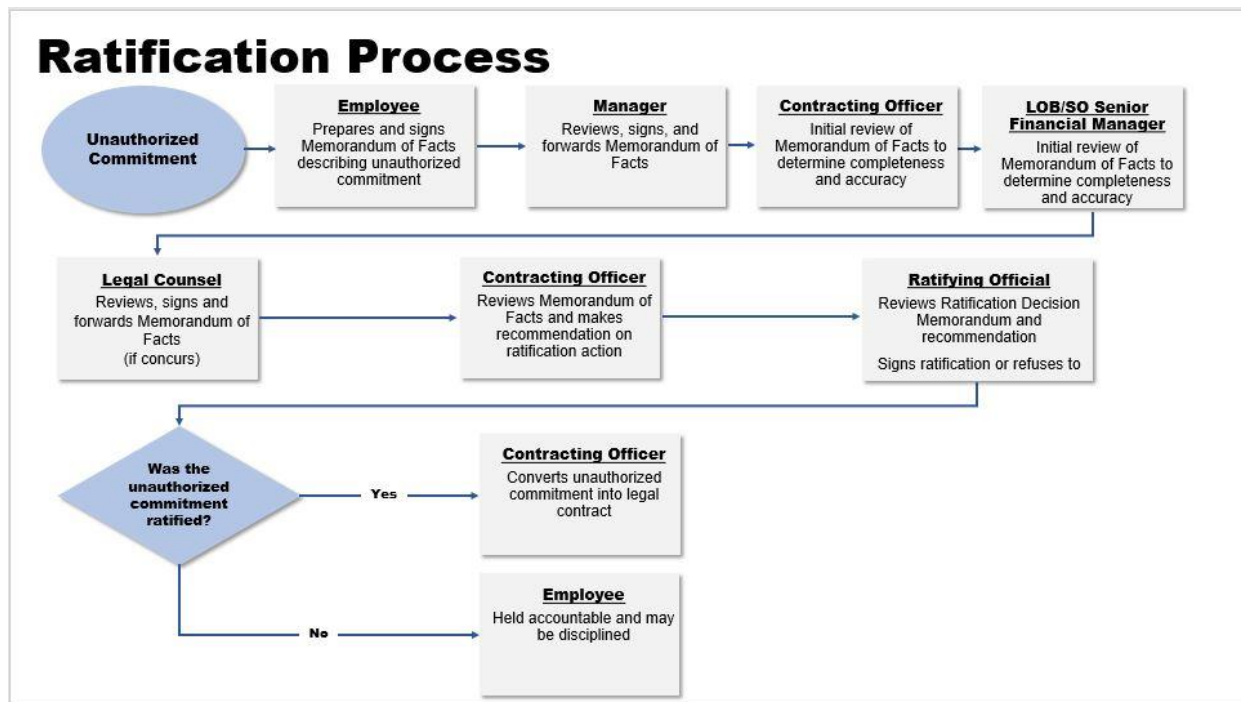 Ratification Process
Unauthorized
Commitment
Employee
Prepares and signs
Memorandum of Facts
describing unauthorized
commitment
Manager
Reviews, signs, and
forwards Memorandum of
Facts
Contracting Officer
Initial review of
Memorandum of Facts to
determine completeness
and accuracy
LOB/SO Senior
Financial Manager
Initial review of
Memorandum of Facts to
determine completeness
and accuracy
Legal Counsel
Reviews, signs and
forwards Memorandum of
Facts
(if concurs)
Contracting Officer
Reviews Memorandum of
Facts and makes
recommendation on
ratification action
Ratifying Official
Reviews Ratification Decision
Memorandum and
recommendation
Signs ratification or refuses to
Was the
unauthorized
commitment
ratified?
Yes
Contracting Officer
Converts unauthorized
commitment into legal
contract
No
Employee
Held accountable and may
be disciplined